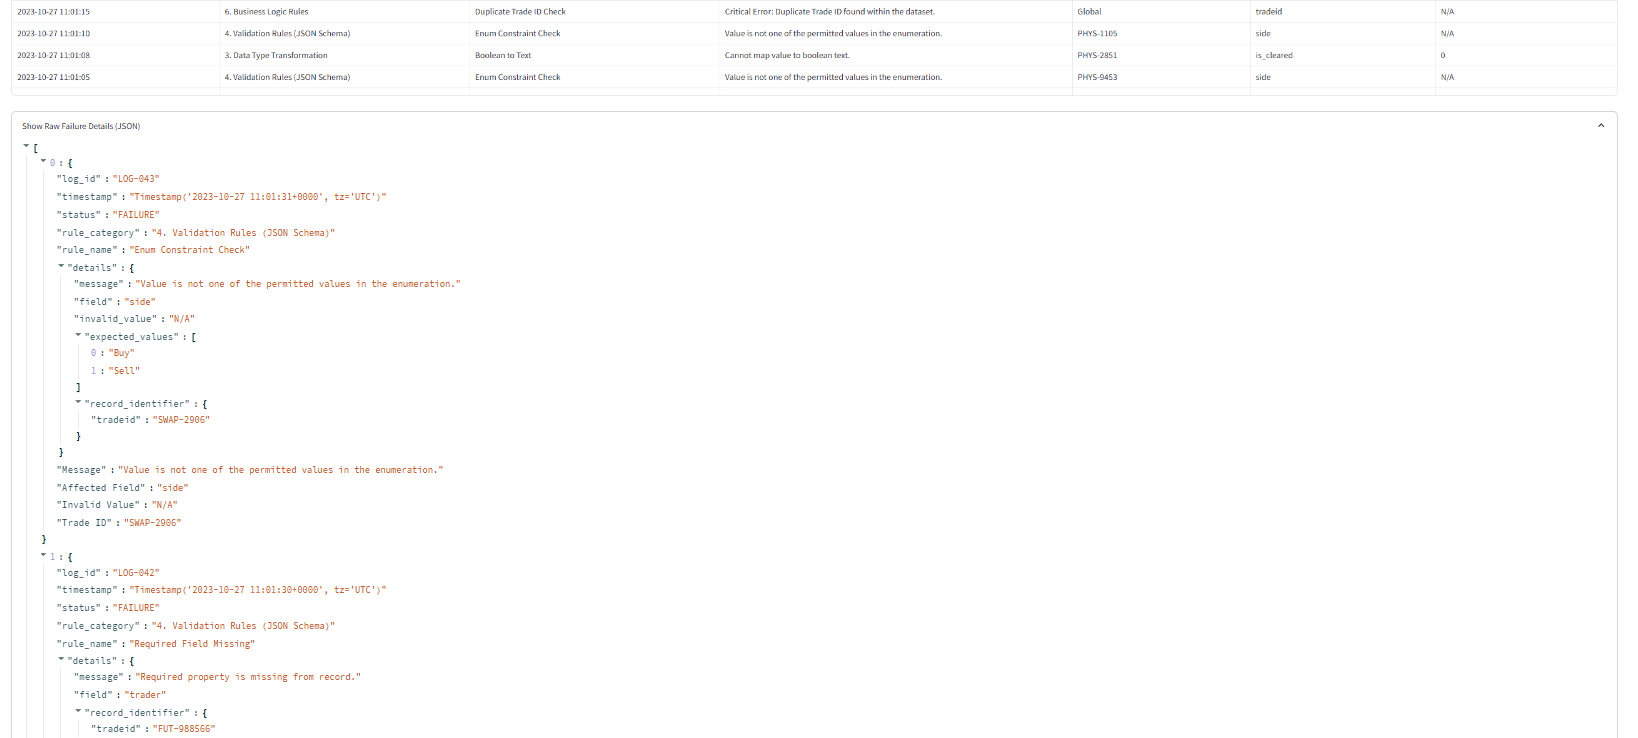 2023-10-27 11:01:15 6. Business Logic Rules Duplicate Trade ID Check Critical Error: Duplicate Trade ID found within the dataset. Global tradeid N/A
2023-10-27 11:01:10 4. Validation Rules (JSON Schema) Enum Constraint Check Value is not one of the permitted values in the enumeration. PHYS-1105 side N/A
2023-10-27 11:01:08 3. Data Type Transformation Boolean to Text Cannot map value to boolean text. PHYS-2851 is_cleared 0
2023-10-27 11:01:05 4. Validation Rules (JSON Schema) Enum Constraint Check Value is not one of the permitted values in the enumeration. PHYS-9453 side N/A
Show Raw Failure Details (JSON)
[
0 : {
"log_id" : "LOG-043"
"timestamp" : "Timestamp('2023-10-27 11:01:31+0000', tz='UTC')"
"status" : "FAILURE"
"rule_category" : "4. Validation Rules (JSON Schema)"
"rule_name" : "Enum Constraint Check"
"details" : {
"message" : "Value is not one of the permitted values in the enumeration."
"field" : "side"
"invalid_value" : "N/A"
"expected_values" : [
0 : "Buy"
1 : "Sell"
]
"record_identifier" : {
"tradeid" : "SWAP-2906"
}
}
"Message" : "Value is not one of the permitted values in the enumeration."
"Affected Field" : "side"
"Invalid Value" : "N/A"
"Trade ID" : "SWAP-2906"
}
1 : {
"log_id" : "LOG-042"
"timestamp" : "Timestamp('2023-10-27 11:01:30+0000', tz='UTC')"
"status" : "FAILURE"
"rule_category" : "4. Validation Rules (JSON Schema)"
"rule_name" : "Required Field Missing"
"details" : {
"message" : "Required property is missing from record."
"field" : "trader"
"record_identifier" : {
"tradeid" : "FUT-988566"